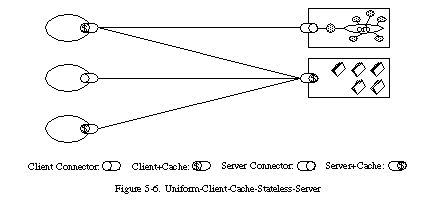 Client Connector: Client+Cache: $ Server Connector: Server+Cache: $
Figure 5-6. Uniform-Client-Cache-Stateless-Server